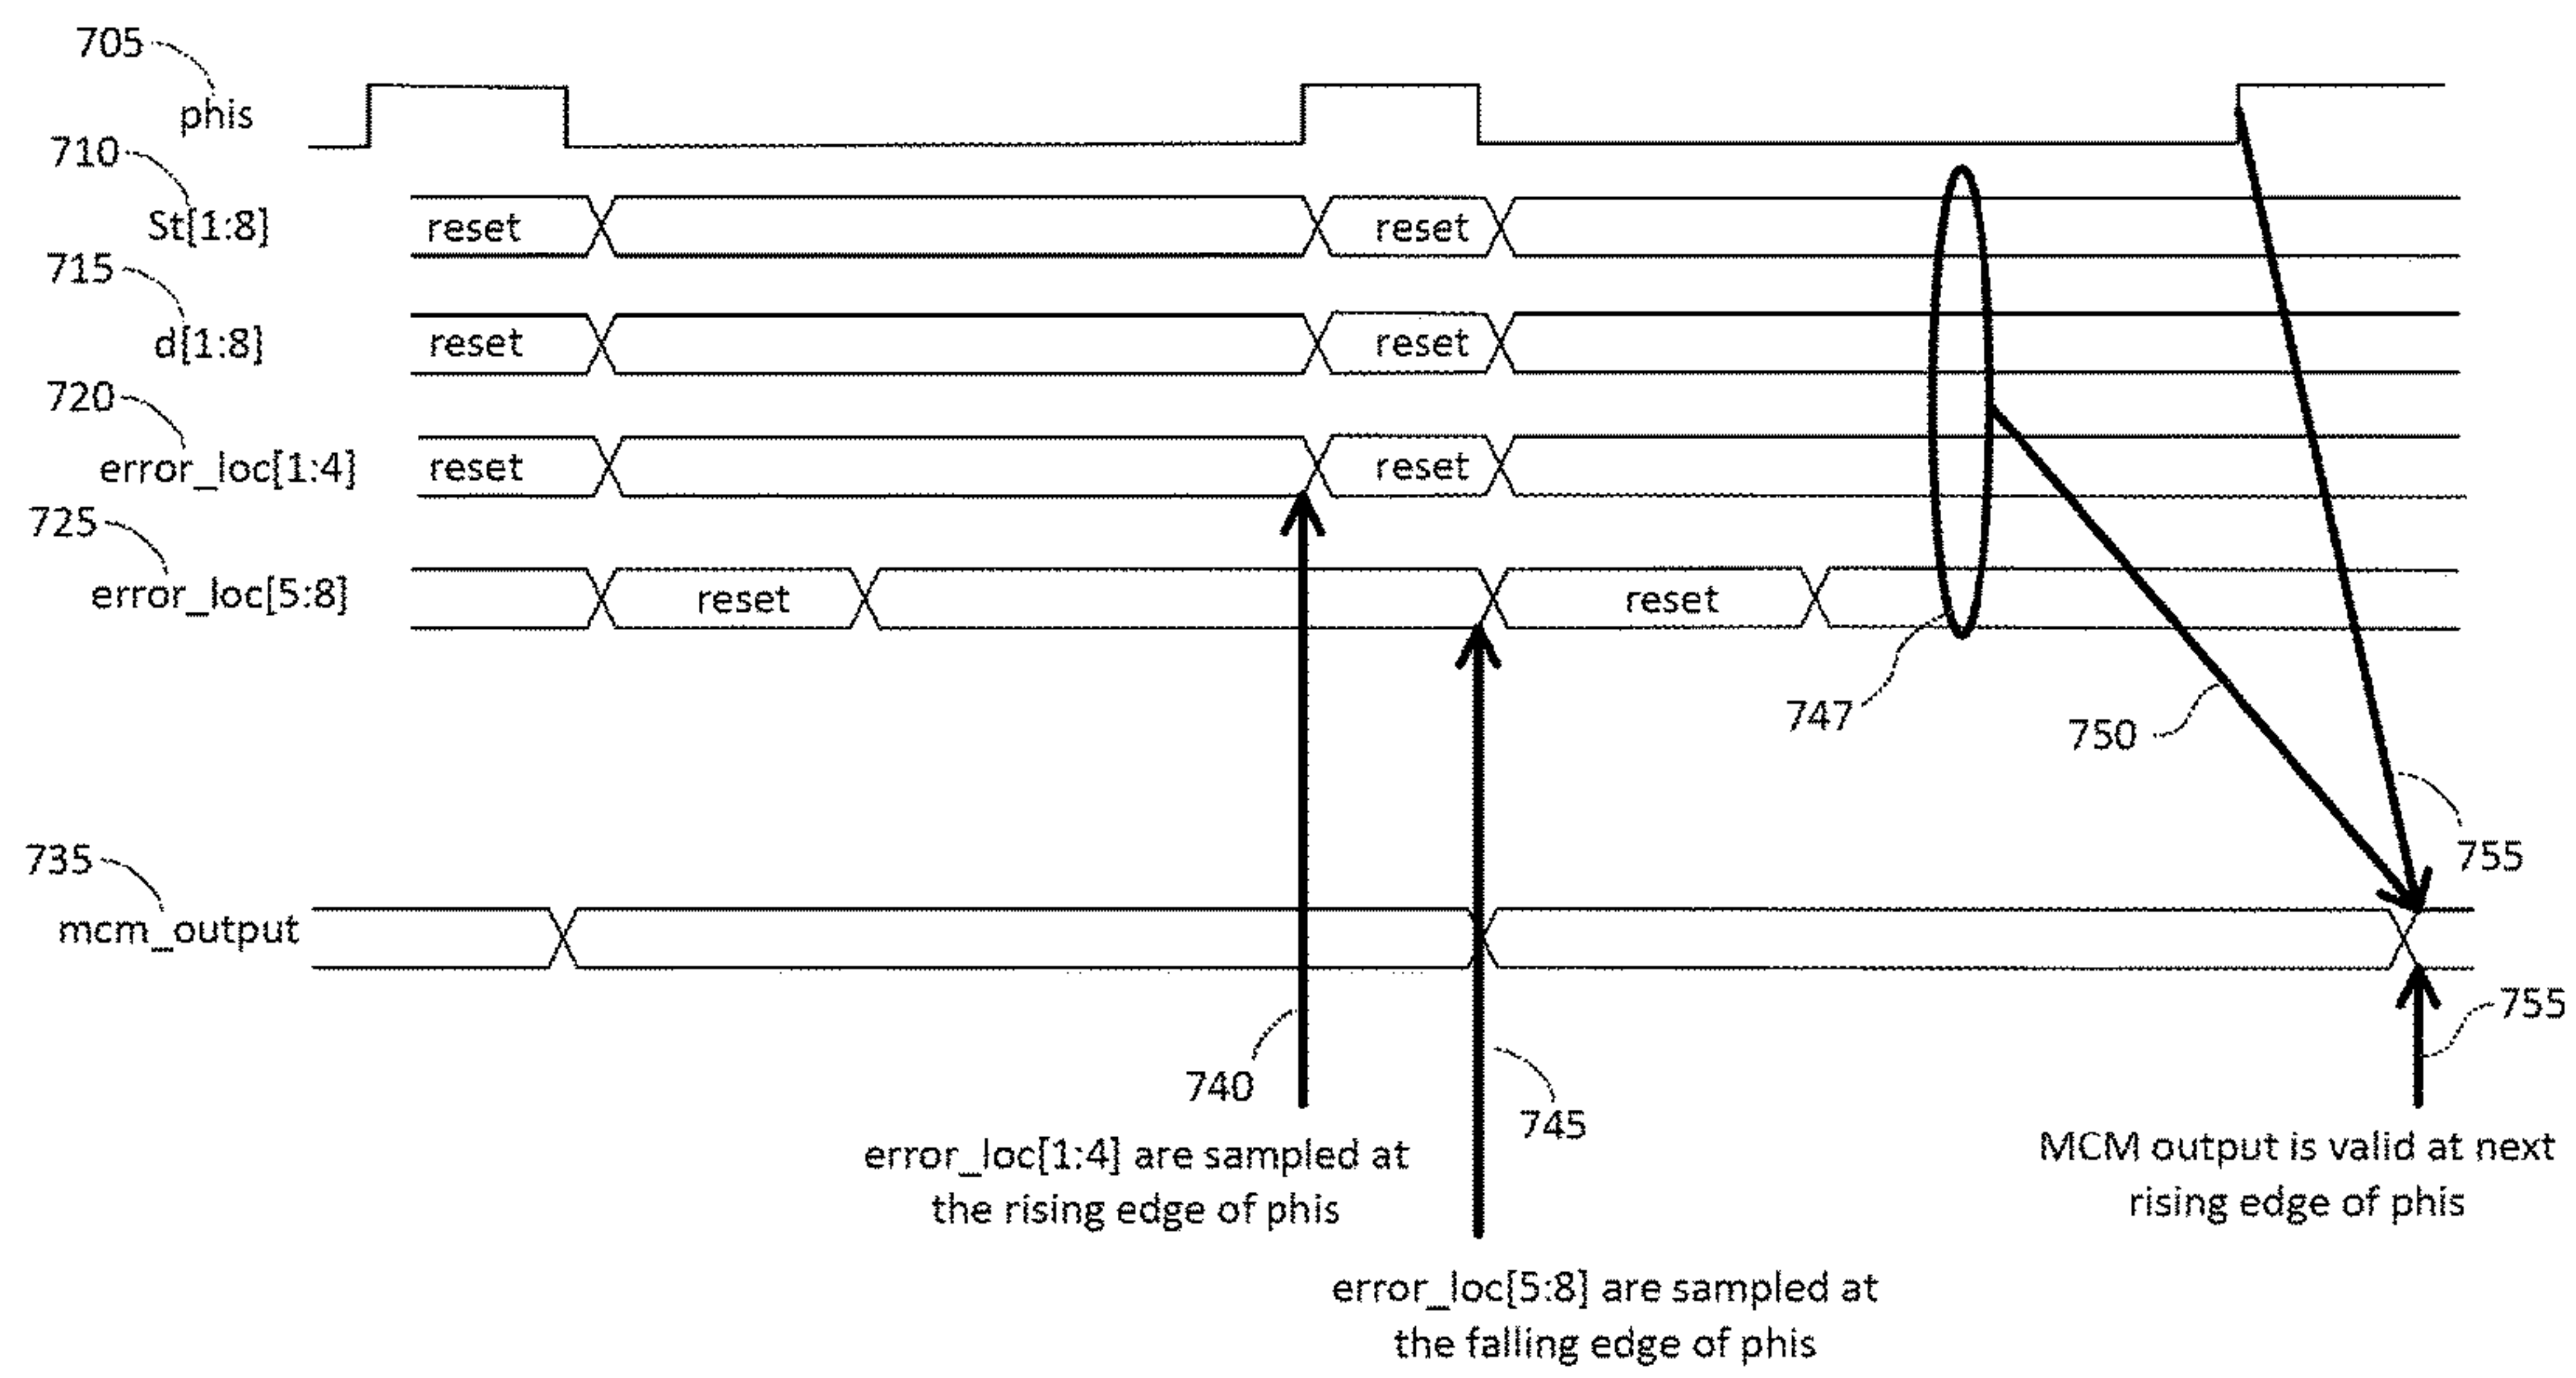 705
phis
710
St[1:8]
reset
reset
715
d[1:8]
reset
reset
720
error_loc[1:4]
reset
reset
725
error_loc[5:8]
reset
reset
747
750
755
735
mcm_output
755
740
745
error_loc[1:4] are sampled at
the rising edge of phis
MCM output is valid at next
rising edge of phis
error_loc[5:8] are sampled at
the falling edge of phis